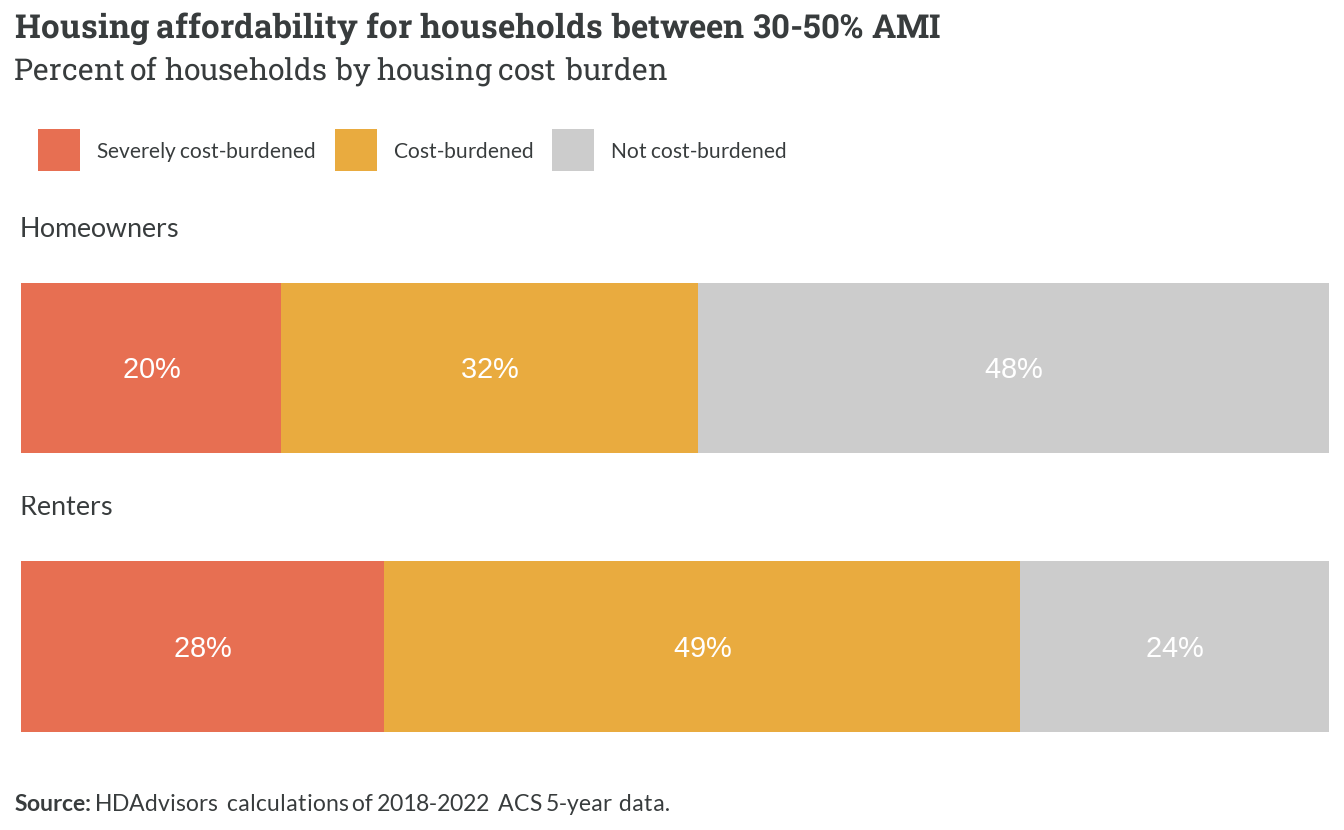 Housing affordability for households between 30-50% AMI
Percent of households by housing cost burden
Severely cost-burdened Cost-burdened Not cost-burdened
Homeowners
20% 32% 48%
Renters
28% 49% 24%
Source: HDAdvisors calculations of 2018-2022 ACS 5-year data.